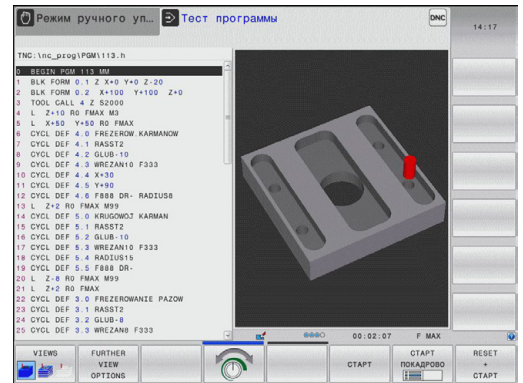 Режим ручного уп...
Тест программы
DNC
14:17
TNC:\nc_prog\PGM\113.h
0 BEGIN PGM 113 MM
1 BLK FORM 0.1 Z X+0 Y+0 Z-20
2 BLK FORM 0.2 X+100 Y+100 Z+0
3 TOOL CALL 4 Z S2000
4 L Z+10 R0 FMAX M3
5 L X+50 Y+50 R0 FMAX
6 CYCL DEF 4.0 FREZEROW.KARMANOW
7 CYCL DEF 4.1 RASST2
8 CYCL DEF 4.2 GLUB-10
9 CYCL DEF 4.3 WREZAN10 F333
10 CYCL DEF 4.4 X+30
11 CYCL DEF 4.5 Y+90
12 CYCL DEF 4.6 F888 DR- RADIUS8
13 L Z+2 R0 FMAX M99
14 CYCL DEF 5.0 KRUGOWOJ KARMAN
15 CYCL DEF 5.1 RASST2
16 CYCL DEF 5.2 GLUB-10
17 CYCL DEF 5.3 WREZAN10 F333
18 CYCL DEF 5.4 RADIUS15
19 CYCL DEF 5.5 F888 DR-
20 L Z-8 R0 FMAX M99
21 L Z+2 R0 FMAX
22 CYCL DEF 3.0 FREZEROWANIE PAZOW
23 CYCL DEF 3.1 RASST2
24 CYCL DEF 3.2 GLUB-8
25 CYCL DEF 3.3 WREZAN8 F333
00:02:07 F MAX
VIEWS
FURTHER
VIEW
OPTIONS
СТАРТ
СТАРТ
ПОКАДРОВО
RESET
+
СТАРТ